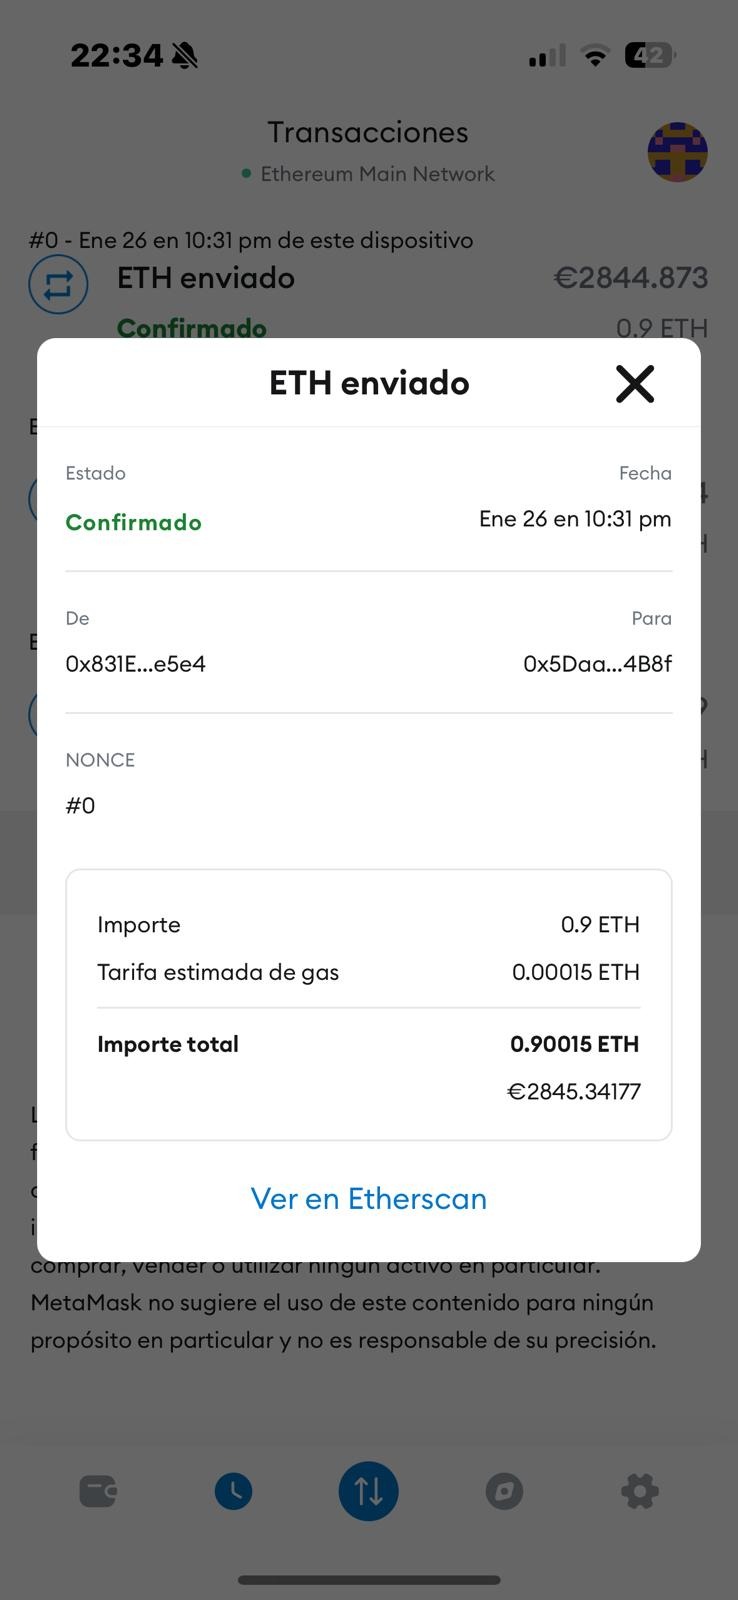 22:34
42
Transacciones
Ethereum Main Network
#0 - Ene 26 en 10:31 pm de este dispositivo
ETH enviado €2844.873
Confirmado 0.9 ETH
ETH enviado
Estado Fecha
Confirmado Ene 26 en 10:31 pm
De Para
0x831E...e5e4 0x5Daa...4B8f
NONCE
#0
Importe 0.9 ETH
Tarifa estimada de gas 0.00015 ETH
Importe total 0.90015 ETH
€2845.34177
Ver en Etherscan
comprar, vender o utilizar ningún activo en particular.
MetaMask no sugiere el uso de este contenido para ningún
propósito en particular y no es responsable de su precisión.